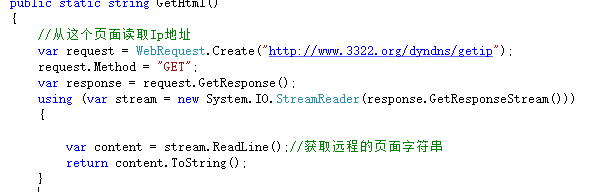 public static string GetHtml()
{
//从这个页面读取Ip地址
var request = WebRequest.Create("http://www.3322.org/dyndns/getip");
request.Method = "GET";
var response = request.GetResponse();
using (var stream = new System.IO.StreamReader(response.GetResponseStream()))
{
var content = stream.ReadLine();//获取远程的页面字符串
return content.ToString();
}